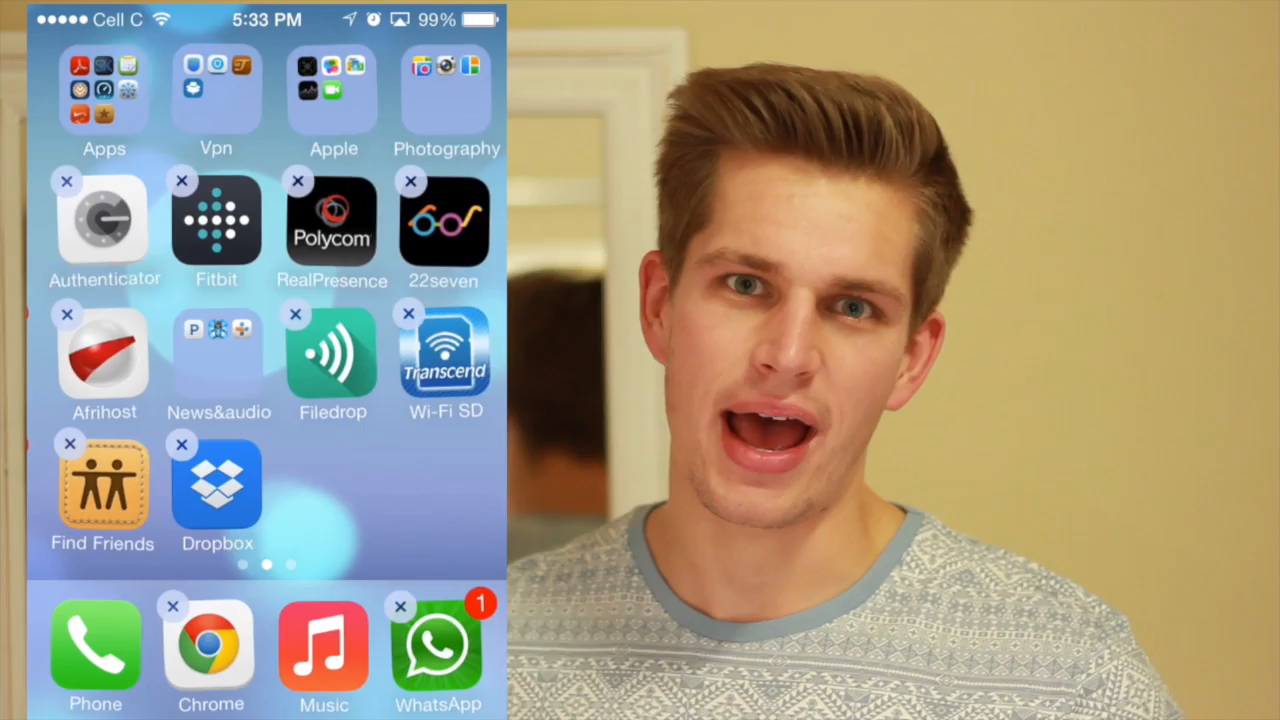 Cell C 5:33 PM 99%
Apps Vpn Apple Photography
Polycom
Authenticator Fitbit RealPresence 22seven
P
Transcend
Afrihost News&audio Filedrop Wi-Fi SD
Find Friends Dropbox
1
Phone Chrome Music WhatsApp